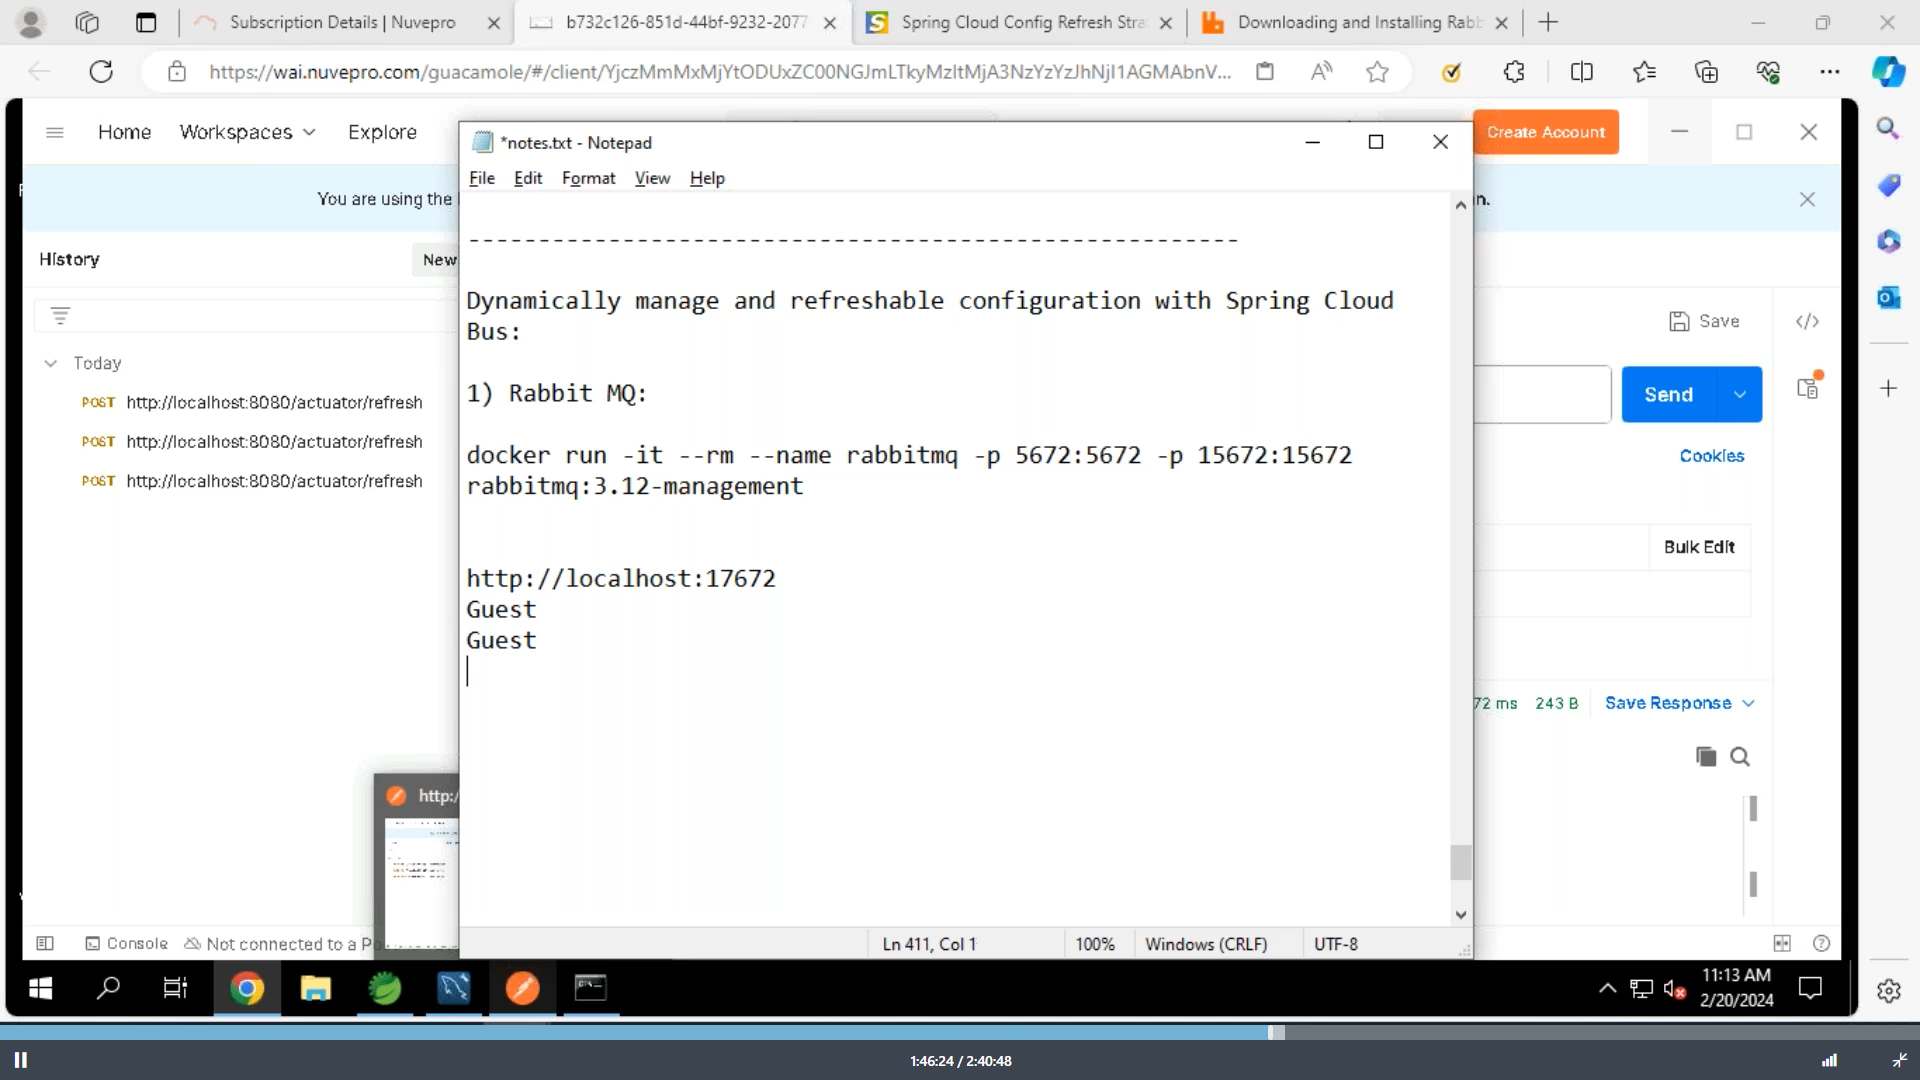 Subscription Details | Nuvepro
b732c126-851d-44bf-9232-2077
Spring Cloud Config Refresh Stra
Downloading and Installing Rabb
https://wai.nuvepro.com/guacamole/#/client/YjczMmMxMjYtODUxZC00NGJmLTkyMzItMjA3NzYzYzJhNjI1AGMAbnV...
Home
Workspaces
Explore
Create Account
You are using the
n.
History
New
Today
POST http://localhost:8080/actuator/refresh
POST http://localhost:8080/actuator/refresh
POST http://localhost:8080/actuator/refresh
*notes.txt - Notepad
File Edit Format View Help
-------------------------------------------------------
Dynamically manage and refreshable configuration with Spring Cloud
Bus:
1) Rabbit MQ:
docker run -it --rm --name rabbitmq -p 5672:5672 -p 15672:15672
rabbitmq:3.12-management
http://localhost:17672
Guest
Guest
Ln 411, Col 1
100%
Windows (CRLF)
UTF-8
Save
Send
Cookies
Bulk Edit
72 ms 243 B Save Response
http:/
Console
Not connected to a Po
11:13 AM
2/20/2024
1:46:24 / 2:40:48